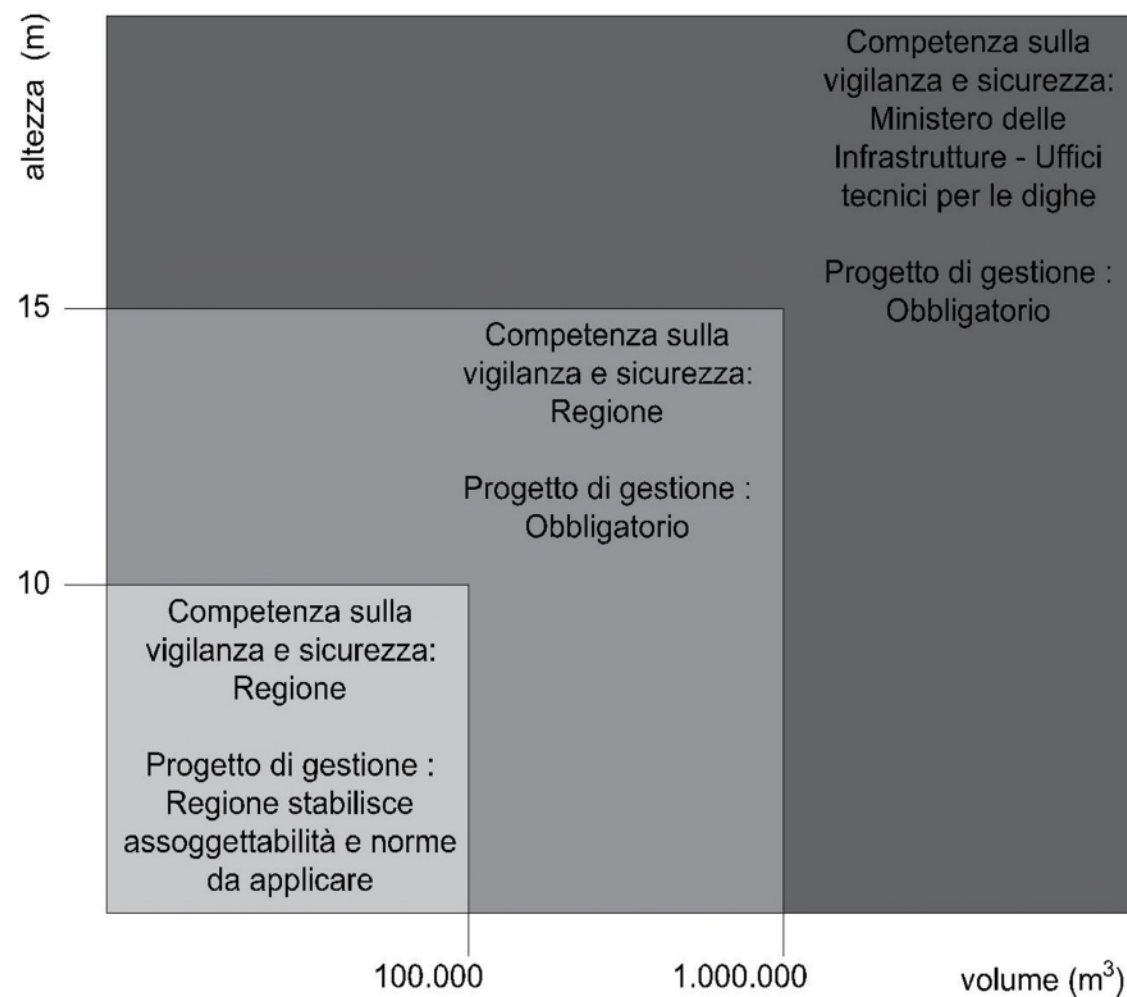 altezza (m)
Competenza sulla
vigilanza e sicurezza:
Ministero delle
Infrastrutture - Uffici
tecnici per le dighe
Progetto di gestione :
Obbligatorio
15
Competenza sulla
vigilanza e sicurezza:
Regione
Progetto di gestione :
Obbligatorio
10
Competenza sulla
vigilanza e sicurezza:
Regione
Progetto di gestione :
Regione stabilisce
assoggettabilità e norme
da applicare
100.000
1.000.000
volume (m³)